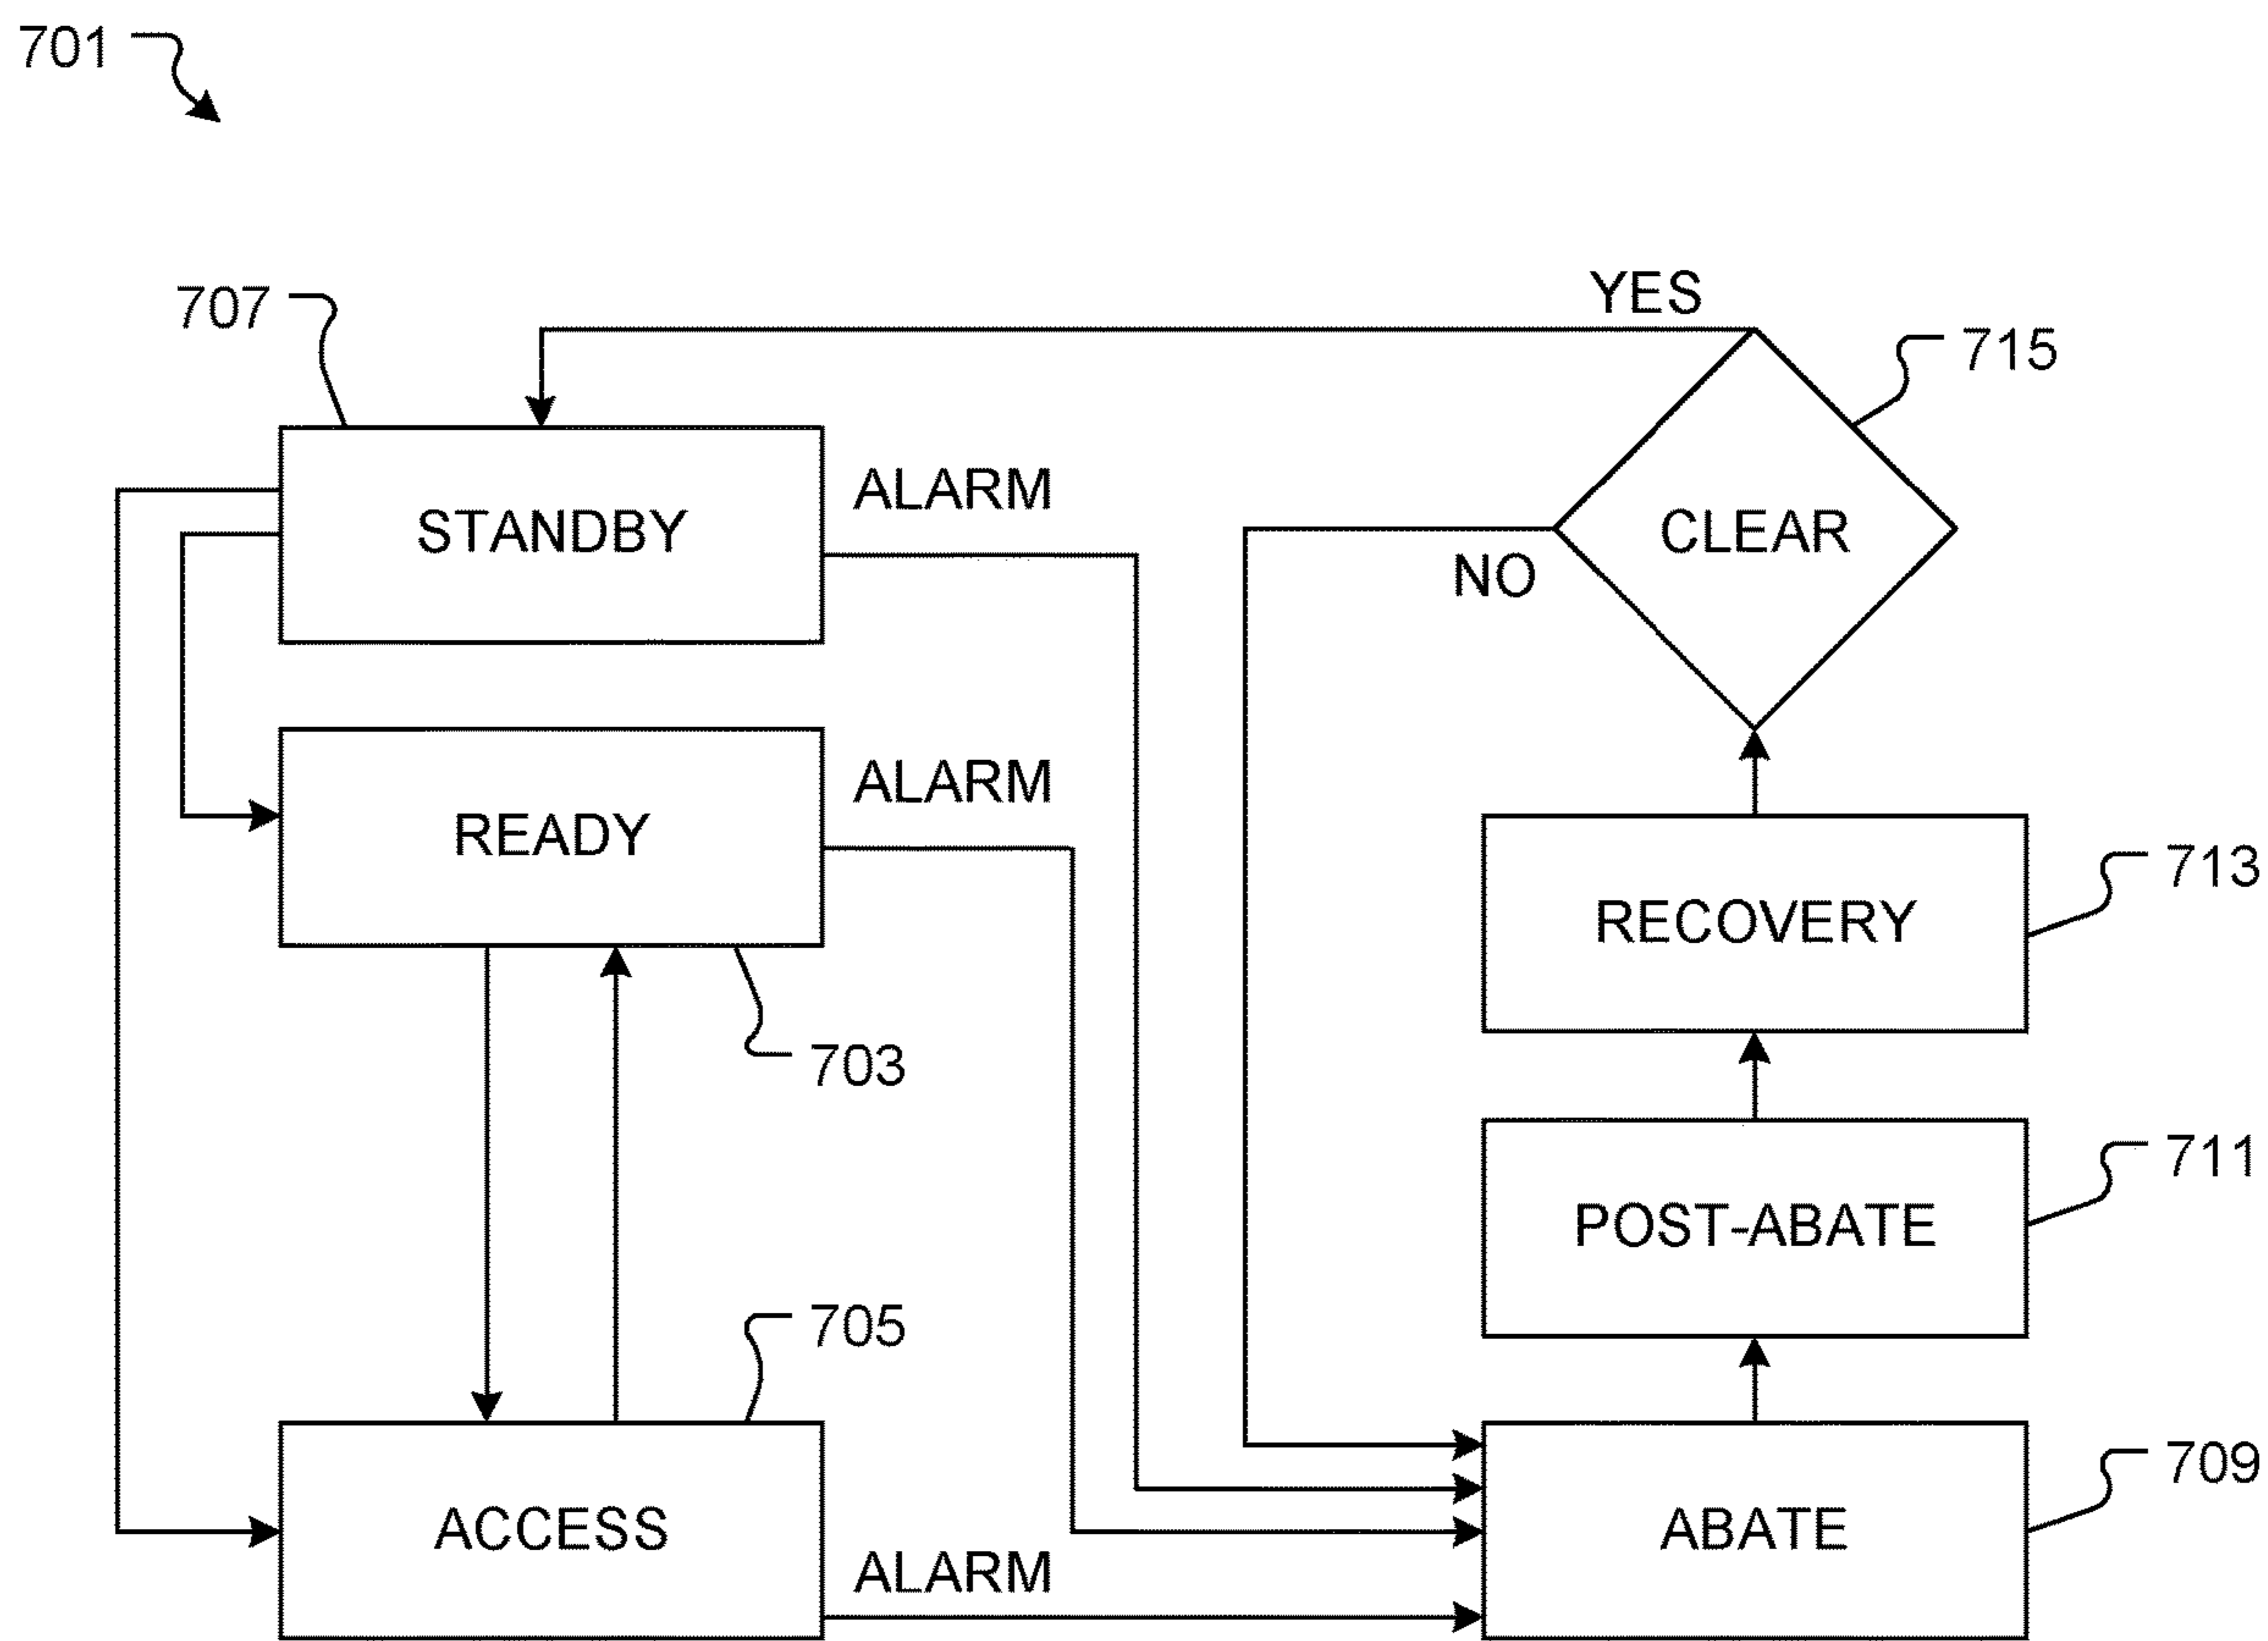 701
YES
707
715
ALARM
STANDBY
CLEAR
NO
ALARM
READY
713
RECOVERY
703
711
POST-ABATE
705
709
ACCESS
ABATE
ALARM